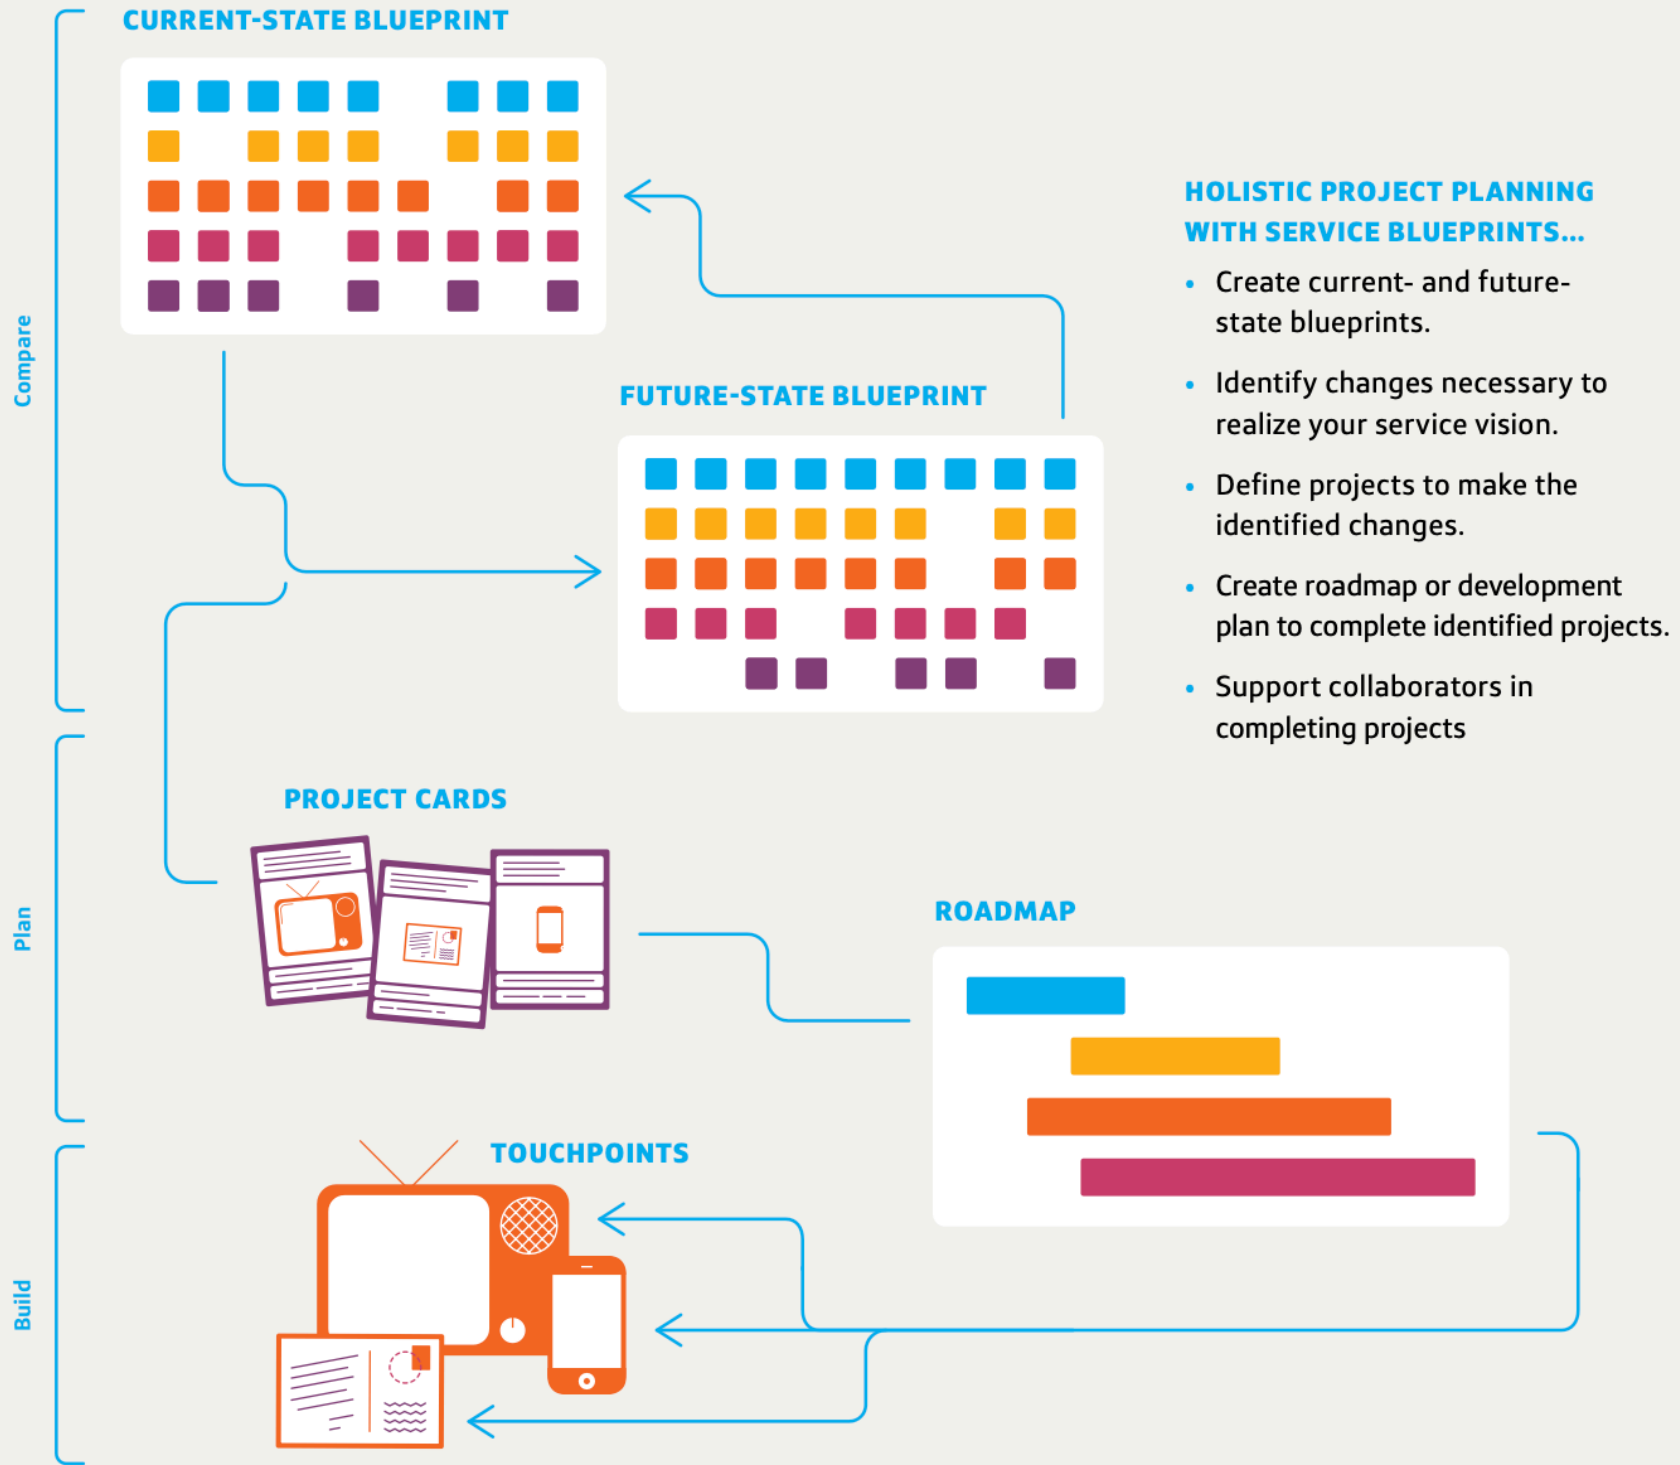 CURRENT-STATE BLUEPRINT
Compare
FUTURE-STATE BLUEPRINT
HOLISTIC PROJECT PLANNING
WITH SERVICE BLUEPRINTS...
• Create current- and future-
state blueprints.
• Identify changes necessary to
realize your service vision.
• Define projects to make the
identified changes.
• Create roadmap or development
plan to complete identified projects.
• Support collaborators in
completing projects
Plan
PROJECT CARDS
ROADMAP
Build
TOUCHPOINTS